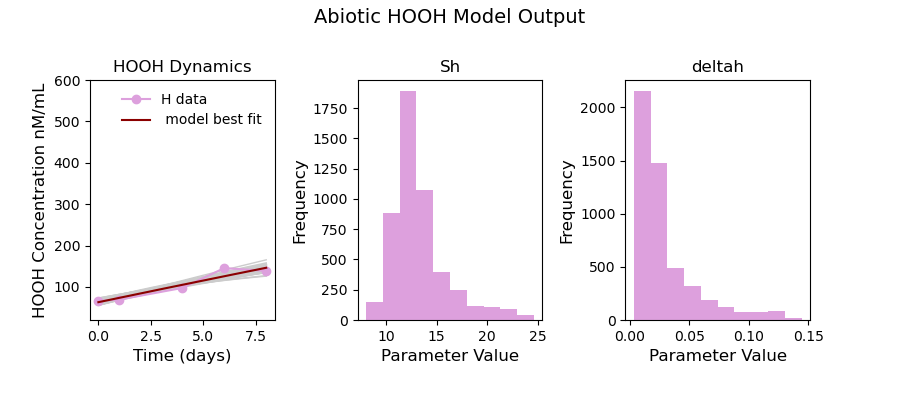 Abiotic HOOH Model Output
HOOH Dynamics
HOOH Concentration nM/mL
600
500
400
300
200
100
H data
model best fit
0.0 2.5 5.0 7.5
Time (days)
Sh
Frequency
1750
1500
1250
1000
750
500
250
0
10 15 20 25
Parameter Value
deltah
Frequency
2000
1500
1000
500
0
0.00 0.05 0.10 0.15
Parameter Value